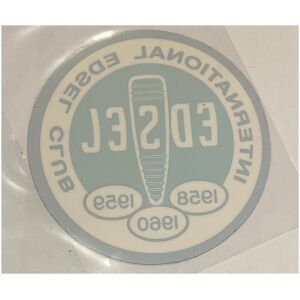 INTERNATIONAL EDSEL CLUB
EDSEL
1958
1959
1960